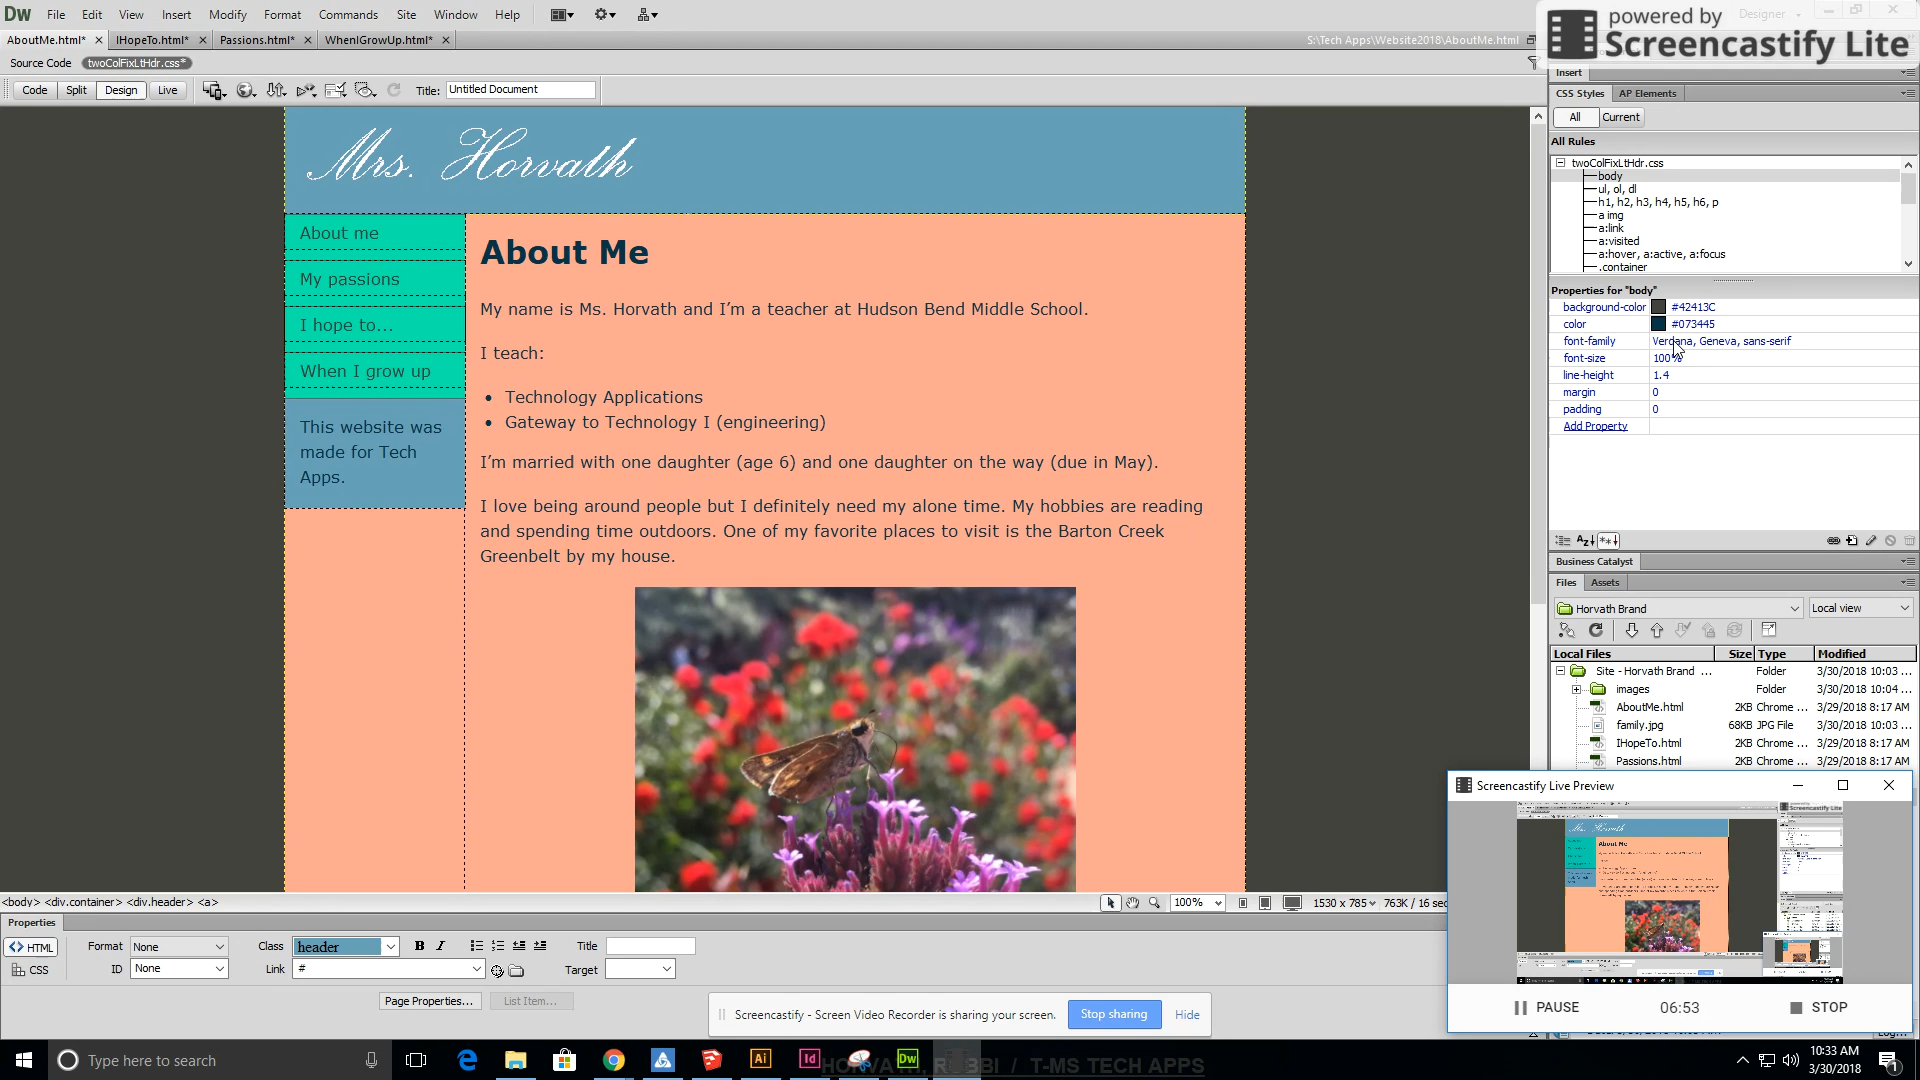 Dw File Edit View Insert Modify Format Commands Site Window Help
Designer
powered by
Screencastify Lite
AboutMe.html* IHopeTo.html* Passions.html* WhenIGrowUp.html*
S:\Tech Apps\Website2018\AboutMe.html
Source Code twoColFixLtHdr.css*
Code Split Design Live Title: Untitled Document
Mrs. Horvath
About me
My passions
I hope to...
When I grow up
This website was
made for Tech
Apps.
About Me
My name is Ms. Horvath and I’m a teacher at Hudson Bend Middle School.
I teach:
• Technology Applications
• Gateway to Technology I (engineering)
I’m married with one daughter (age 6) and one daughter on the way (due in May).
I love being around people but I definitely need my alone time. My hobbies are reading
and spending time outdoors. One of my favorite places to visit is the Barton Creek
Greenbelt by my house.
Insert
CSS Styles AP Elements
All Current
All Rules
twoColFixLtHdr.css
body
ul, ol, dl
h1, h2, h3, h4, h5, h6, p
a img
a:link
a:visited
a:hover, a:active, a:focus
.container
Properties for "body"
background-color #42413C
color #073445
font-family Verdana, Geneva, sans-serif
font-size 100%
line-height 1.4
margin 0
padding 0
Add Property
Business Catalyst
Files Assets
Horvath Brand Local view
Local Files Size Type Modified
Site - Horvath Brand ... Folder 3/30/2018 10:03 ...
images Folder 3/30/2018 10:04 ...
AboutMe.html 2KB Chrome ... 3/29/2018 8:17 AM
family.jpg 68KB JPG File 3/30/2018 10:03 ...
IHopeTo.html 2KB Chrome ... 3/29/2018 8:17 AM
Passions.html 2KB Chrome ... 3/29/2018 8:17 AM
Screencastify Live Preview
PAUSE 06:53 STOP
<body> <div.container> <div.header> <a>
100% 1530 x 785 763K / 16 sec
Properties
HTML Format None Class header B I Title
CSS ID None Link # Target
Page Properties... List Item...
Screencastify - Screen Video Recorder is sharing your screen. Stop sharing Hide
Type here to search
Ai Id Dw
T-MS TECH APPS
10:33 AM
3/30/2018